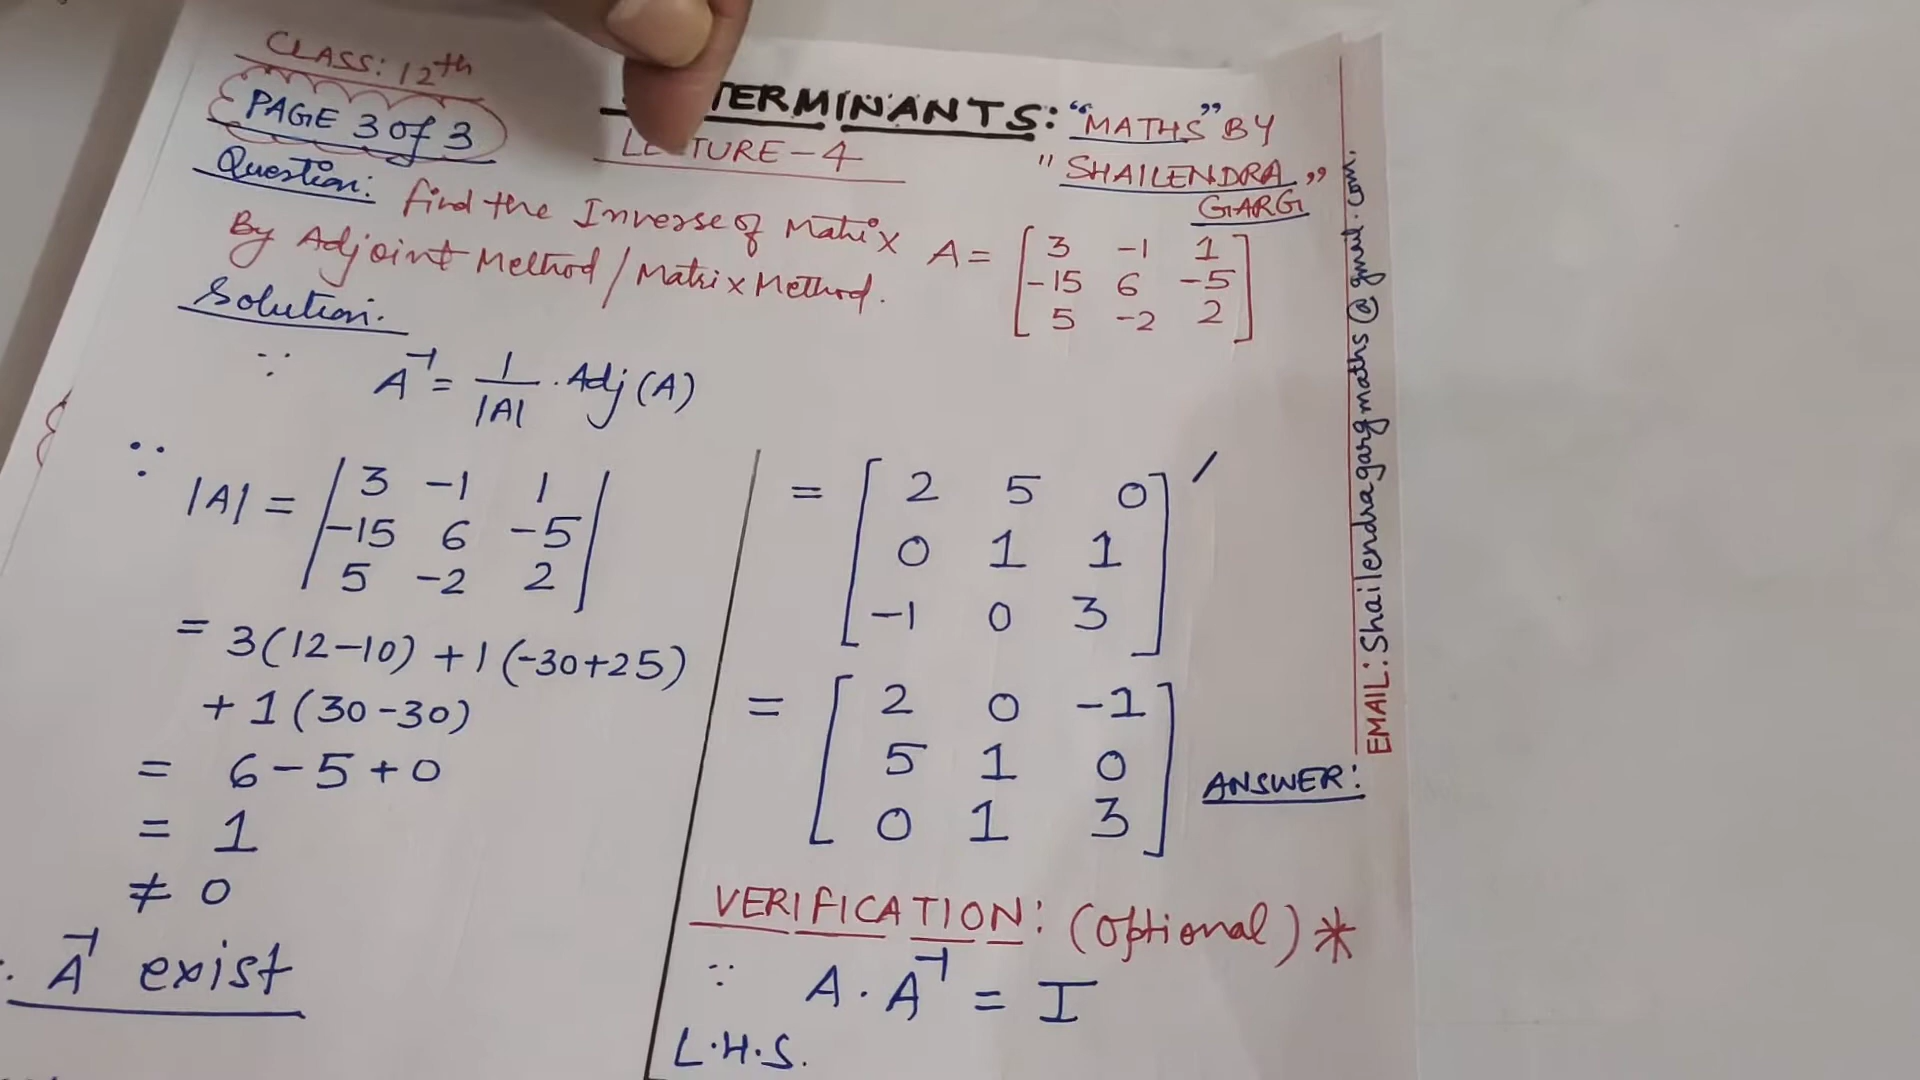 CLASS: 12th
PAGE 3 of 3
TERMINANTS: "MATHS" BY
LECTURE-4
"SHAILENDRA"
GARG
Question: find the Inverse of Matrix
By Adjoint Method / Matrix Method.
A = [ 3 -1 1
-15 6 -5
5 -2 2 ]
Solution.
∵ A⁻¹ = 1/|A| . Adj (A)
∵ |A| = | 3 -1 1
-15 6 -5
5 -2 2 |
= 3(12-10) +1(-30+25)
+1(30-30)
= 6-5+0
= 1
≠ 0
∴ A⁻¹ exist
= [ 2 5 0
0 1 1
-1 0 3 ]′
= [ 2 0 -1
5 1 0
0 1 3 ]
ANSWER:
VERIFICATION: (Optional)*
∵ A.A⁻¹ = I
L.H.S.
EMAIL: Shailendragargmaths@gmail.com.